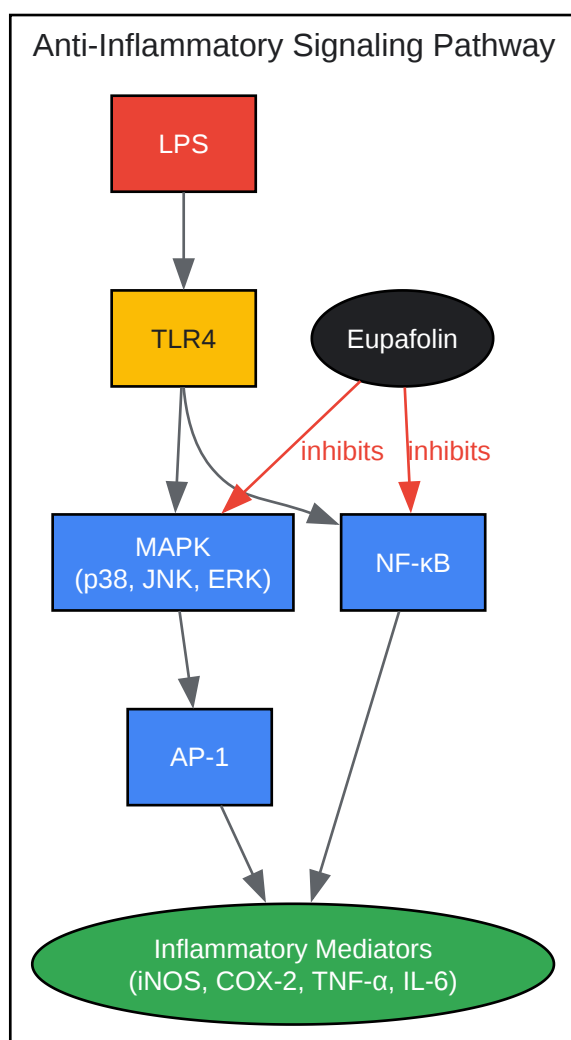 Anti-Inflammatory Signaling Pathway
LPS
TLR4
Eupafolin
inhibits
inhibits
MAPK
(p38, JNK, ERK)
NF-κB
AP-1
Inflammatory Mediators
(iNOS, COX-2, TNF-α, IL-6)